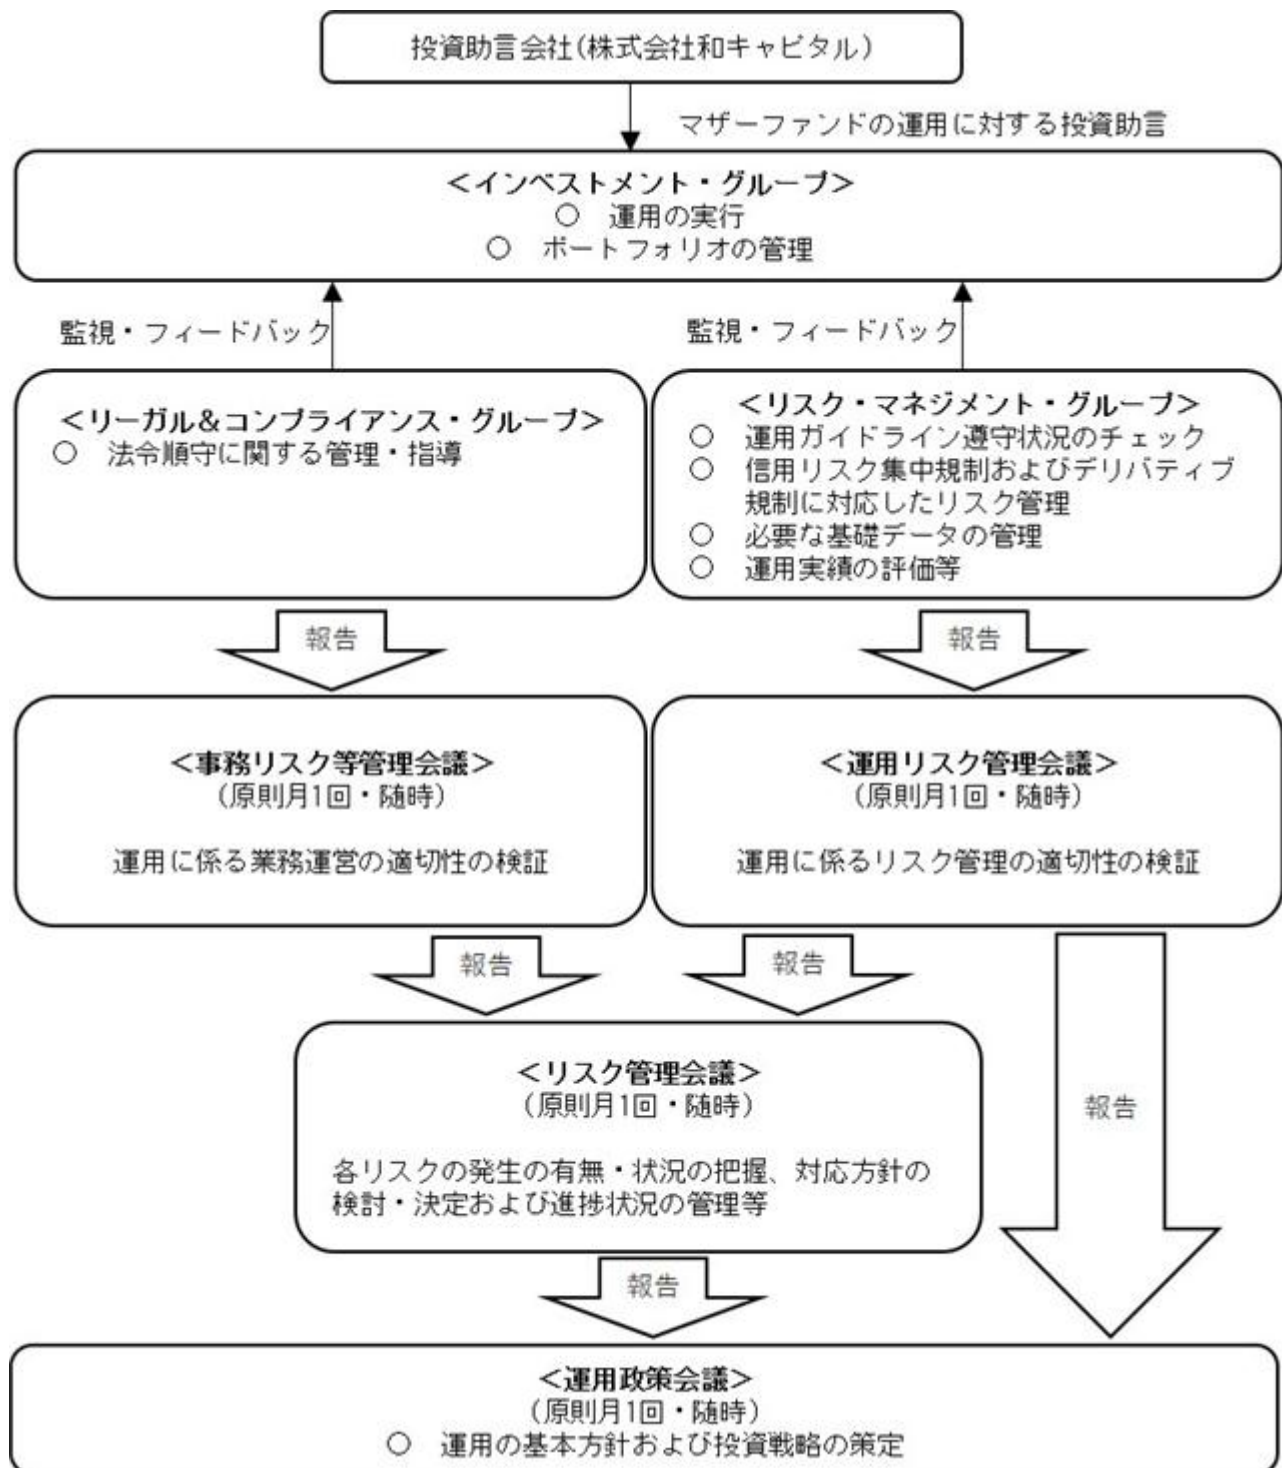 投資助言会社(株式会社和キャピタル)
マザーファンドの運用に対する投資助言
＜インベストメント・グループ＞
○ 運用の実行
○ ポートフォリオの管理
監視・フィードバック
監視・フィードバック
＜リーガル＆コンプライアンス・グループ＞
○ 法令順守に関する管理・指導
＜リスク・マネジメント・グループ＞
○ 運用ガイドライン遵守状況のチェック
○ 信用リスク集中規制およびデリバティブ
規制に対応したリスク管理
○ 必要な基礎データの管理
○ 運用実績の評価等
報告
報告
＜事務リスク等管理会議＞
（原則月1回・随時）
運用に係る業務運営の適切性の検証
＜運用リスク管理会議＞
（原則月1回・随時）
運用に係るリスク管理の適切性の検証
報告
報告
＜リスク管理会議＞
（原則月1回・随時）
各リスクの発生の有無・状況の把握、対応方針の
検討・決定および進捗状況の管理等
報告
報告
＜運用政策会議＞
（原則月1回・随時）
○ 運用の基本方針および投資戦略の策定